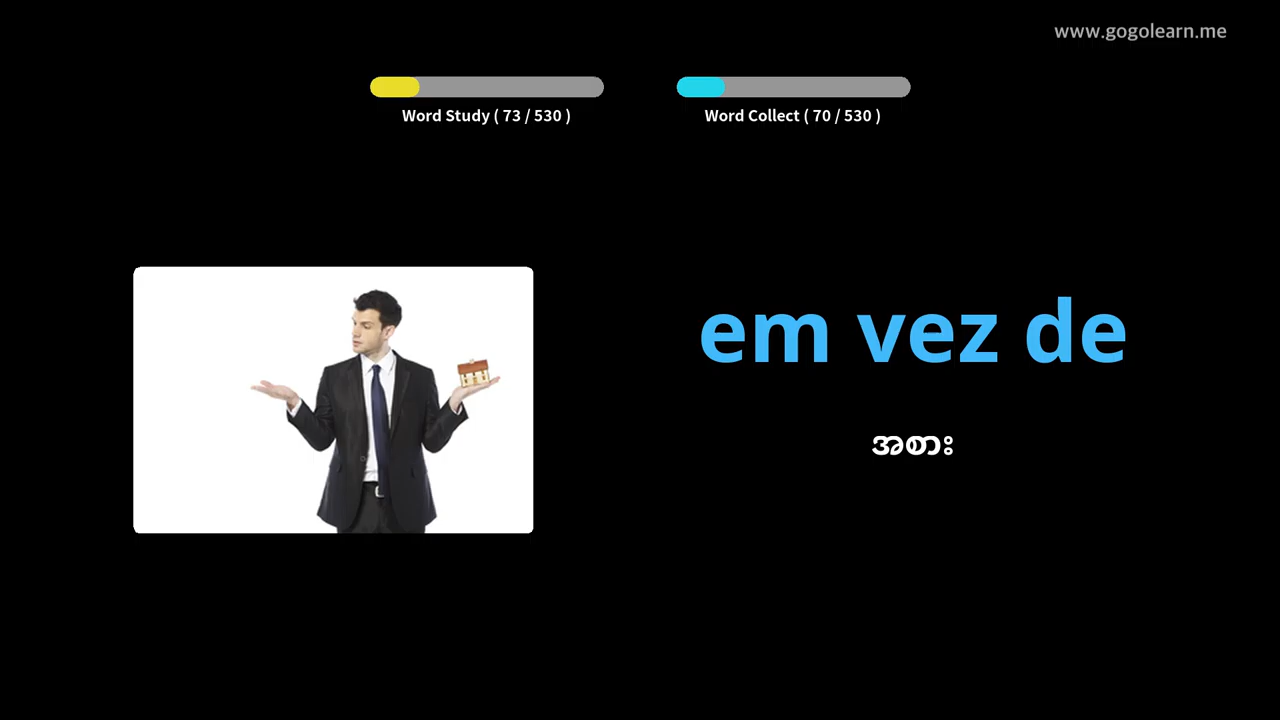 www.gogolearn.me
Word Study ( 73 / 530 )
Word Collect ( 70 / 530 )
em vez de
အစား